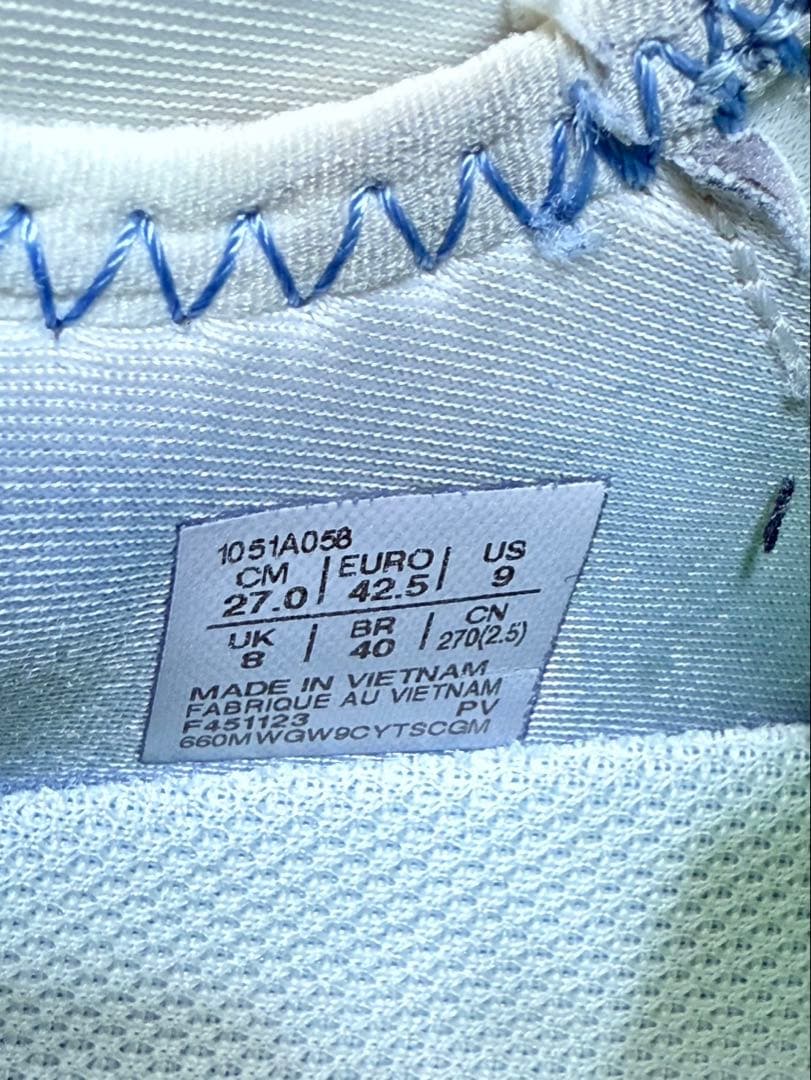 1051A058
CM | EURO | US
27.0 | 42.5 | 9
UK | BR | CN
8 | 40 | 270(2.5)
MADE IN VIETNAM
FABRIQUE AU VIETNAM
F451123 PV
660MWGW9CYTSCGM